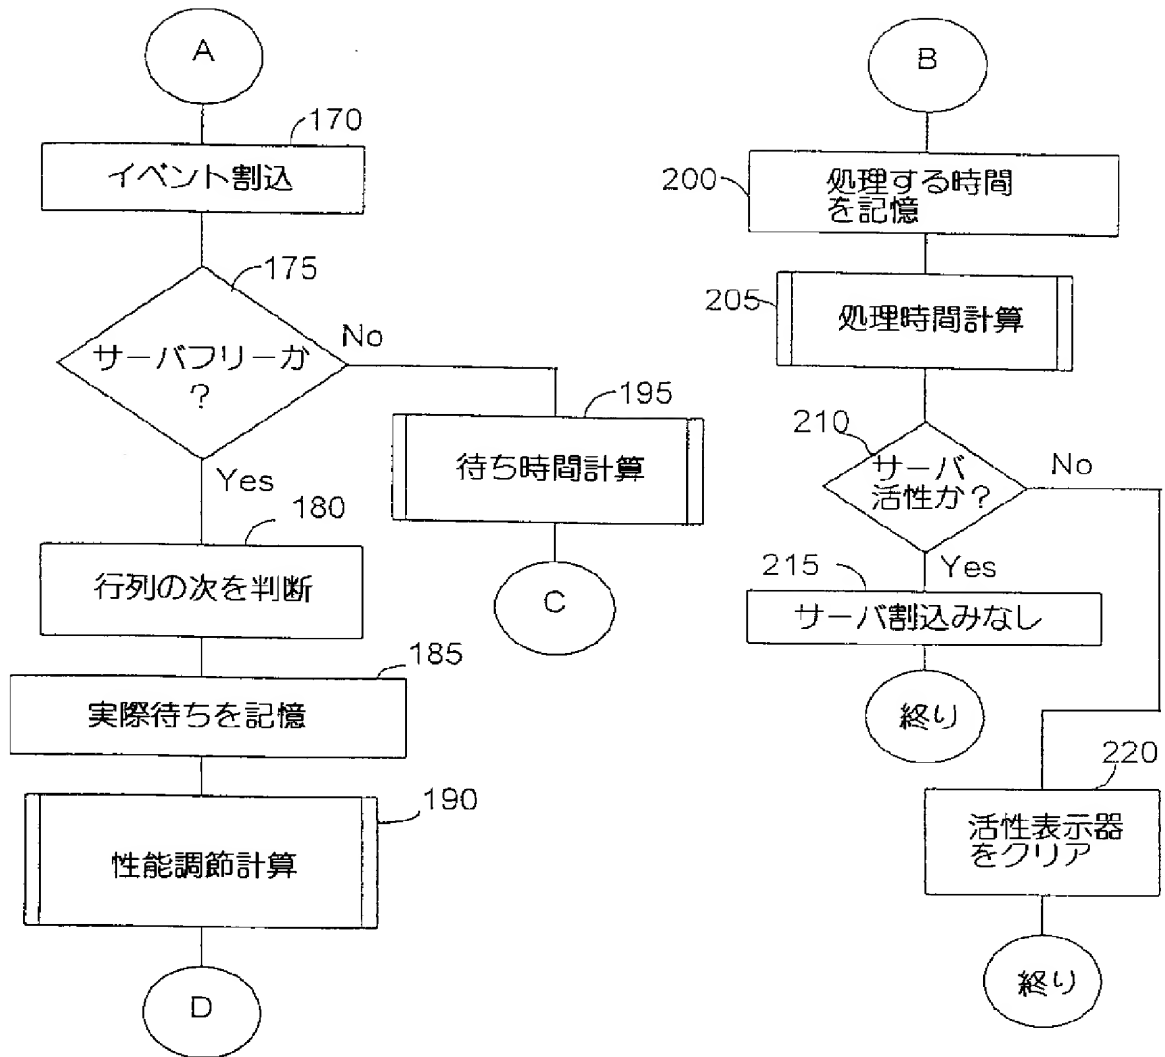 A
170
イベント割込
175
サーバフリーか
?
No
Yes
195
待ち時間計算
C
180
行列の次を判断
185
実際待ちを記憶
190
性能調節計算
D
B
200
処理する時間
を記憶
205
処理時間計算
210
サーバ
活性か?
No
Yes
215
サーバ割込みなし
終り
220
活性表示器
をクリア
終り